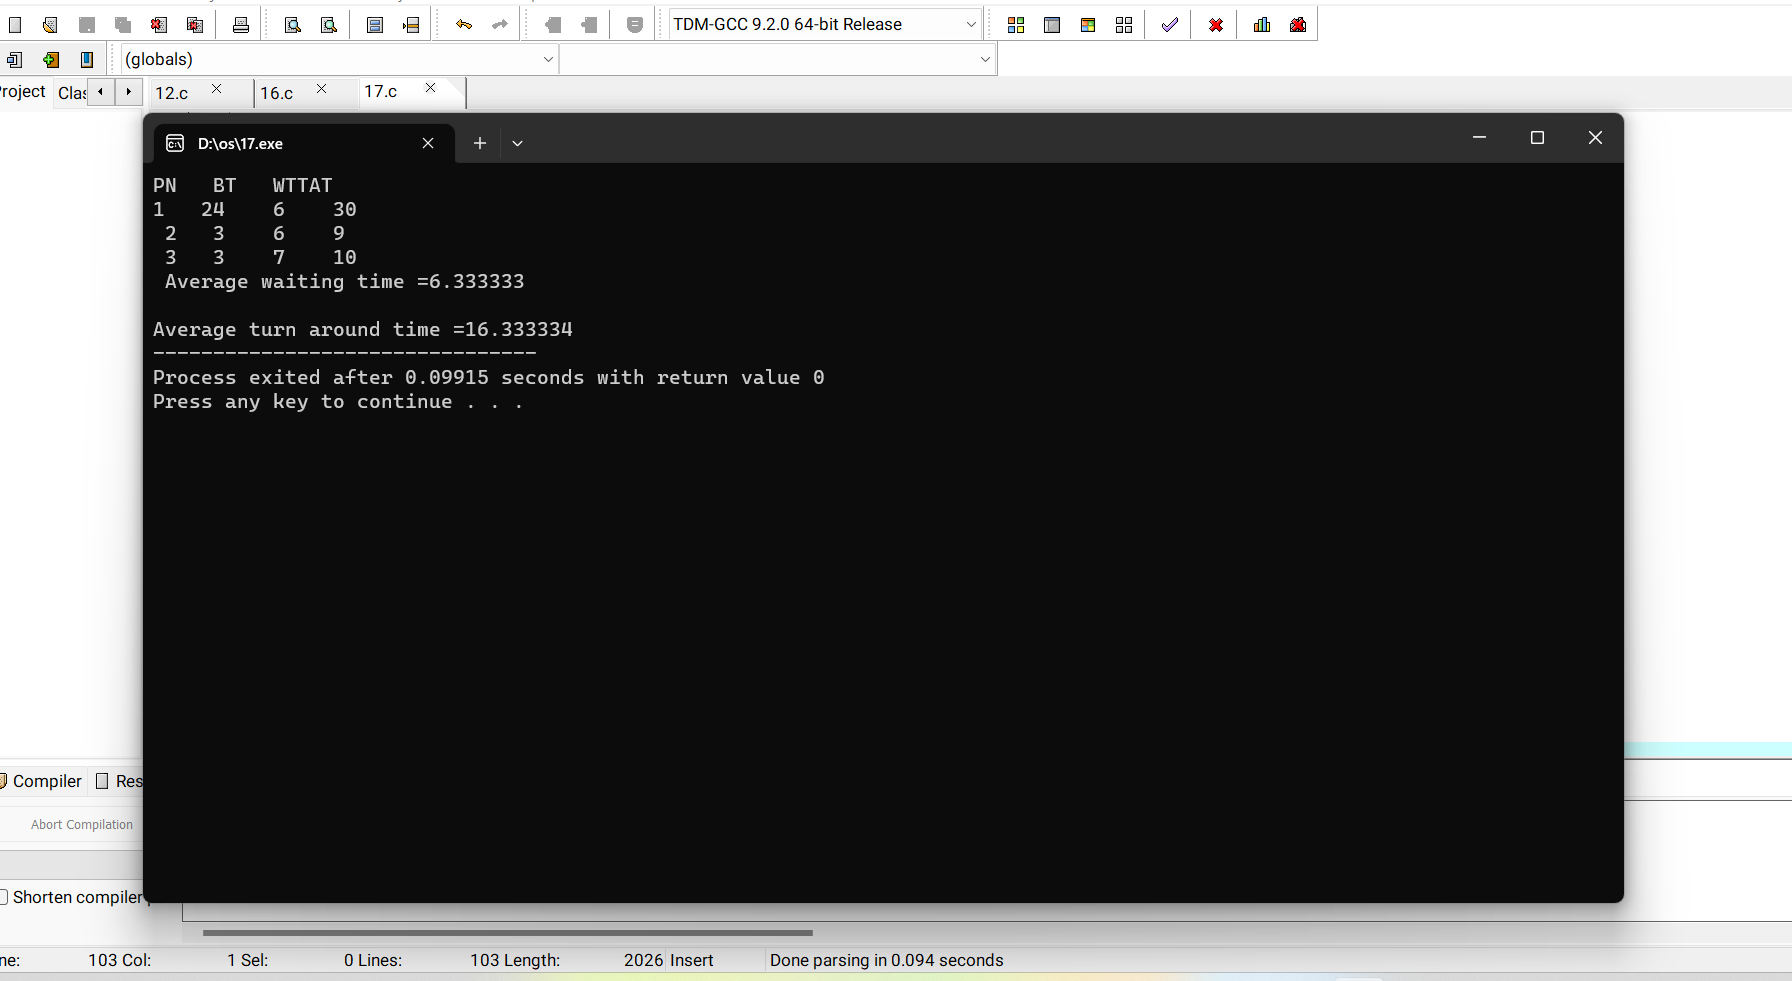 TDM-GCC 9.2.0 64-bit Release
(globals)
roject Clas 12.c 16.c 17.c
D:\os\17.exe
PN BT WTTAT
1 24 6 30
2 3 6 9
3 3 7 10
Average waiting time =6.333333
Average turn around time =16.333334
--------------------------------
Process exited after 0.09915 seconds with return value 0
Press any key to continue . . .
Compiler Res
Abort Compilation
Shorten compiler
ne: 103 Col: 1 Sel: 0 Lines: 103 Length: 2026 Insert Done parsing in 0.094 seconds